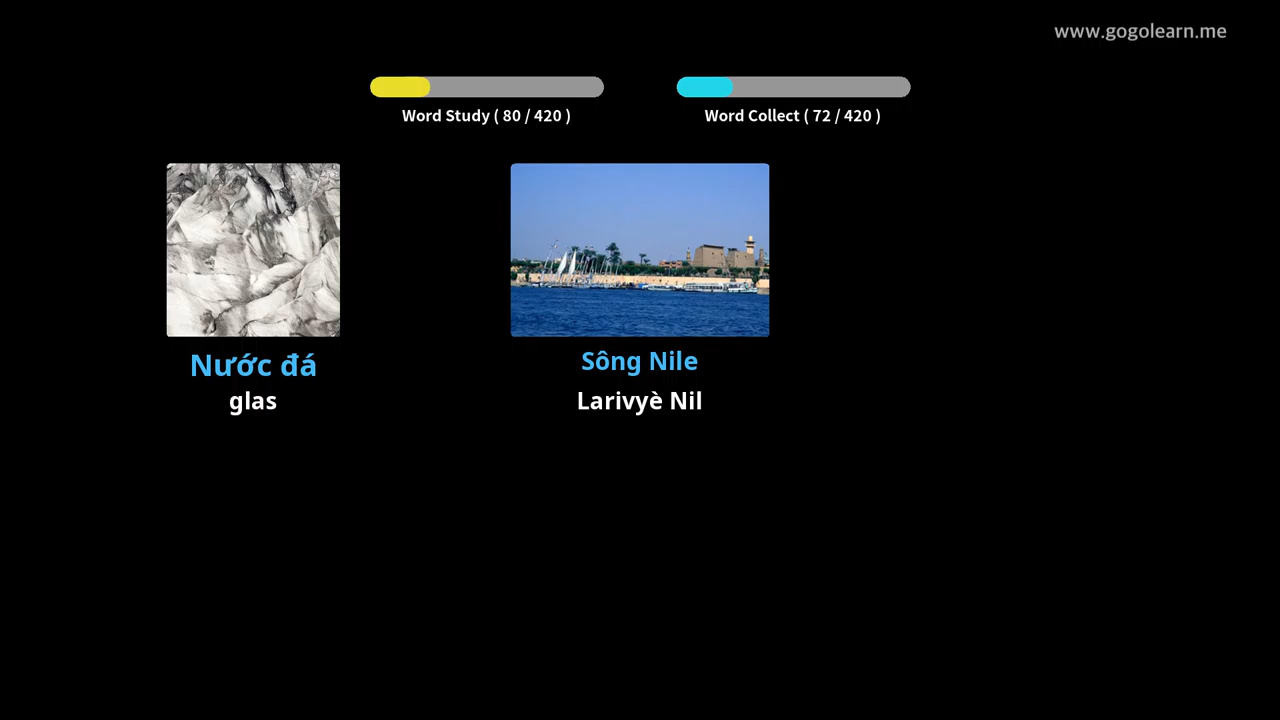 www.gogolearn.me
Word Study ( 80 / 420 )
Word Collect ( 72 / 420 )
Nước đá
glas
Sông Nile
Larivyè Nil